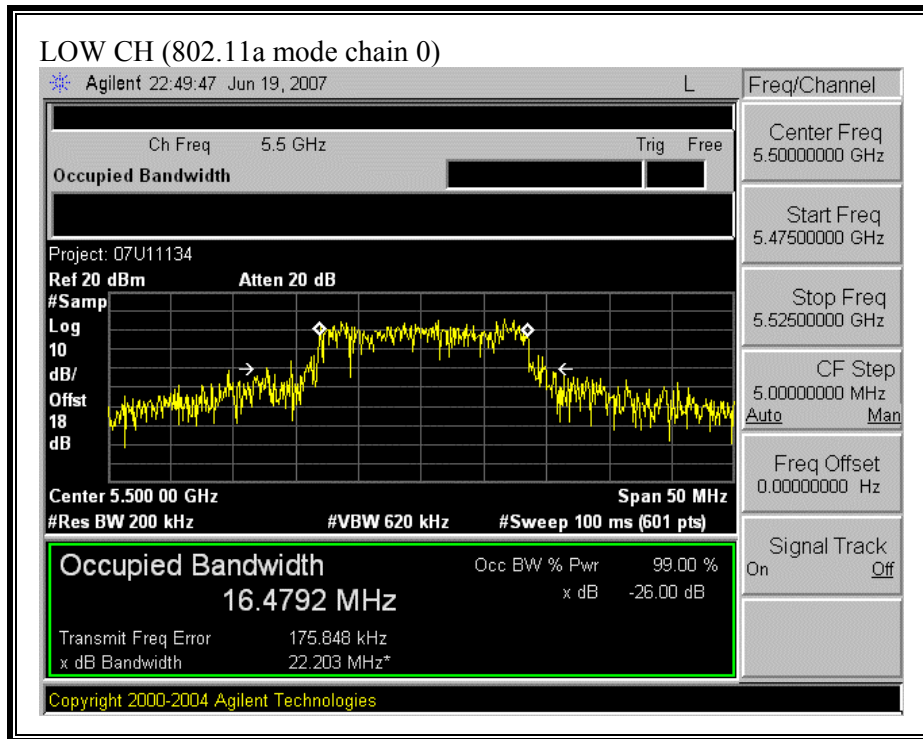 LOW CH (802.11a mode chain 0)
Agilent 22:49:47 Jun 19, 2007 L Freq/Channel
Ch Freq 5.5 GHz Trig Free
Occupied Bandwidth
Center Freq
5.50000000 GHz
Start Freq
5.47500000 GHz
Stop Freq
5.52500000 GHz
CF Step
5.00000000 MHz
Auto Man
Freq Offset
0.00000000 Hz
Signal Track
On Off
Project: 07U11134
Ref 20 dBm Atten 20 dB
#Samp
Log
10
dB/
Offst
18
dB
Center 5.500 00 GHz Span 50 MHz
#Res BW 200 kHz #VBW 620 kHz #Sweep 100 ms (601 pts)
Occupied Bandwidth Occ BW % Pwr 99.00 %
16.4792 MHz x dB -26.00 dB
Transmit Freq Error 175.848 kHz
x dB Bandwidth 22.203 MHz*
Copyright 2000-2004 Agilent Technologies